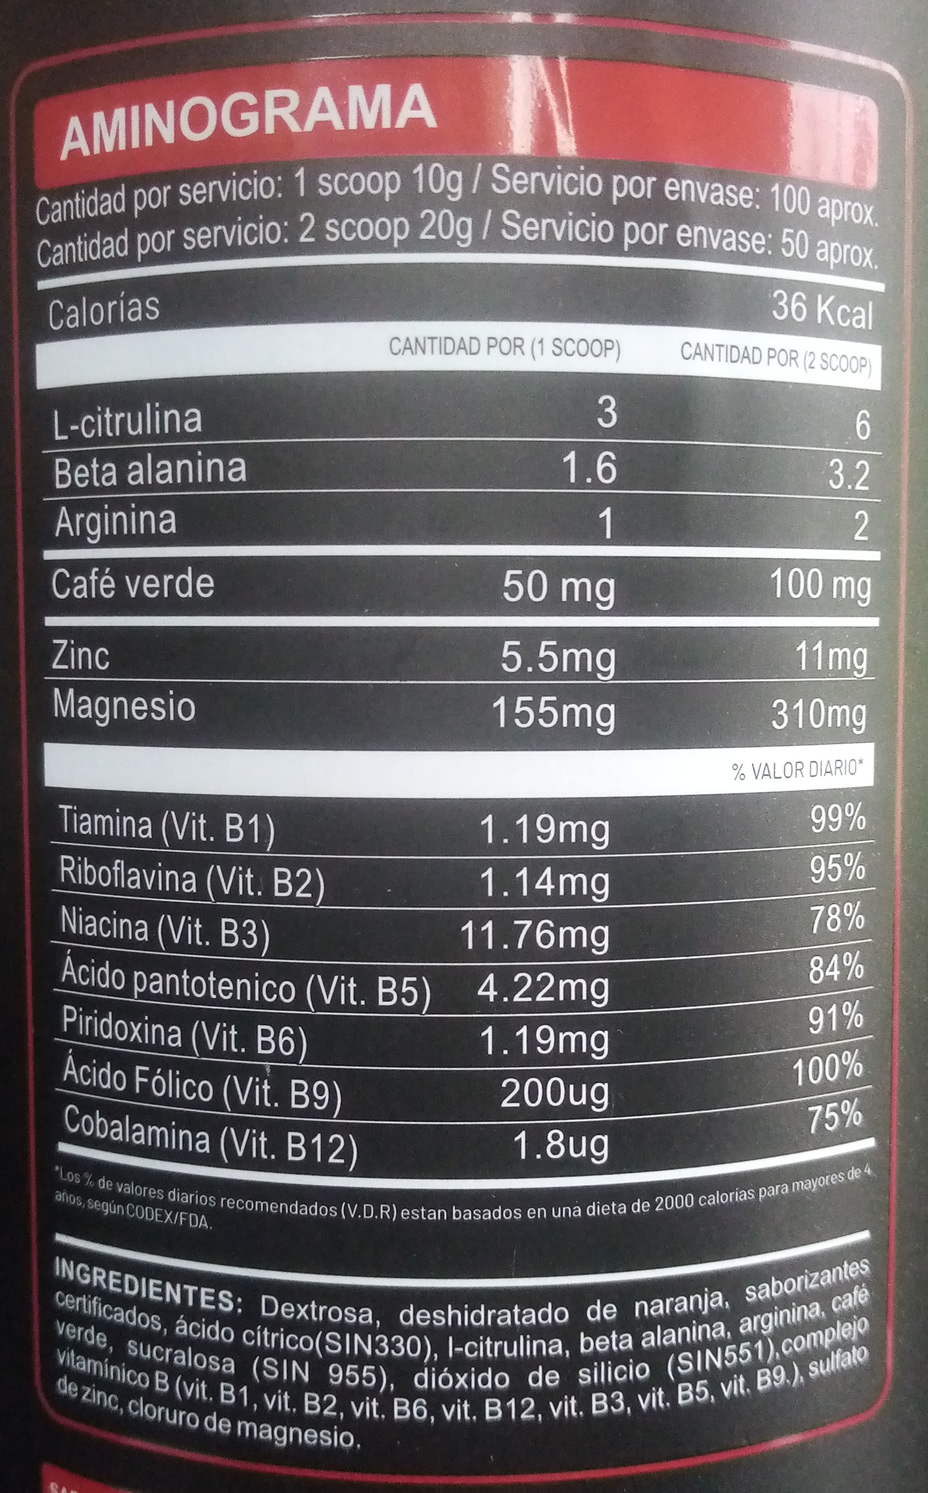 AMINOGRAMA
Cantidad por servicio: 1 scoop 10g / Servicio por envase: 100 aprox.
Cantidad por servicio: 2 scoop 20g / Servicio por envase: 50 aprox.
Calorías 36 Kcal
CANTIDAD POR (1 SCOOP) CANTIDAD POR (2 SCOOP)
L-citrulina 3 6
Beta alanina 1.6 3.2
Arginina 1 2
Café verde 50 mg 100 mg
Zinc 5.5mg 11mg
Magnesio 155mg 310mg
% VALOR DIARIO*
Tiamina (Vit. B1) 1.19mg 99%
Riboflavina (Vit. B2) 1.14mg 95%
Niacina (Vit. B3) 11.76mg 78%
Ácido pantotenico (Vit. B5) 4.22mg 84%
Piridoxina (Vit. B6) 1.19mg 91%
Ácido Fólico (Vit. B9) 200ug 100%
Cobalamina (Vit. B12) 1.8ug 75%
*Los % de valores diarios recomendados (V.D.R) estan basados en una dieta de 2000 calorías para mayores de 4
años, según CODEX/FDA.
INGREDIENTES: Dextrosa, deshidratado de naranja, saborizantes
certificados, ácido cítrico(SIN330), l-citrulina, beta alanina, arginina, café
verde, sucralosa (SIN 955), dióxido de silicio (SIN551),complejo
vitamínico B (vit. B1, vit. B2, vit. B6, vit. B12, vit. B3, vit. B5, vit. B9.), sulfato
de zinc, cloruro de magnesio.